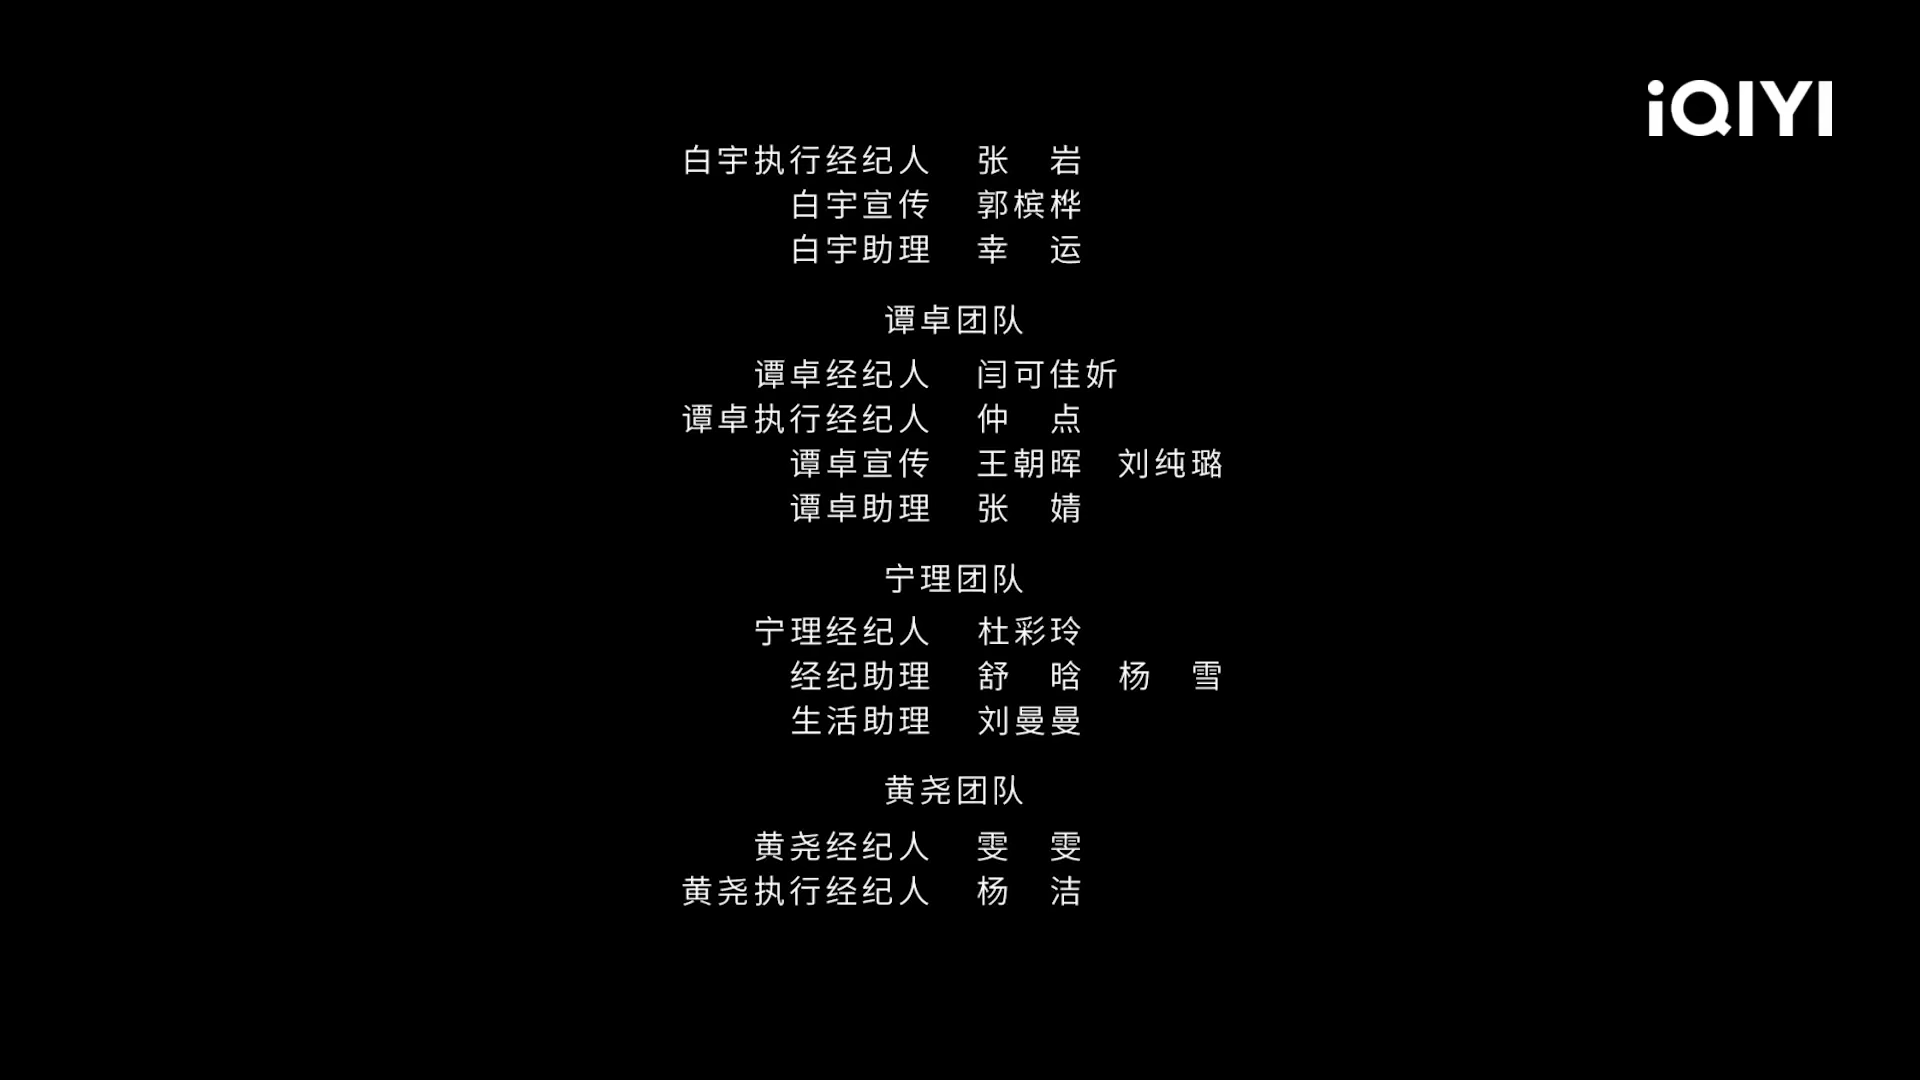 iQIYI
白宇执行经纪人 张 岩
白宇宣传 郭槟桦
白宇助理 幸 运
谭卓团队
谭卓经纪人 闫可佳妡
谭卓执行经纪人 仲 点
谭卓宣传 王朝晖 刘纯璐
谭卓助理 张 婧
宁理团队
宁理经纪人 杜彩玲
经纪助理 舒 晗 杨 雪
生活助理 刘曼曼
黄尧团队
黄尧经纪人 雯 雯
黄尧执行经纪人 杨 洁